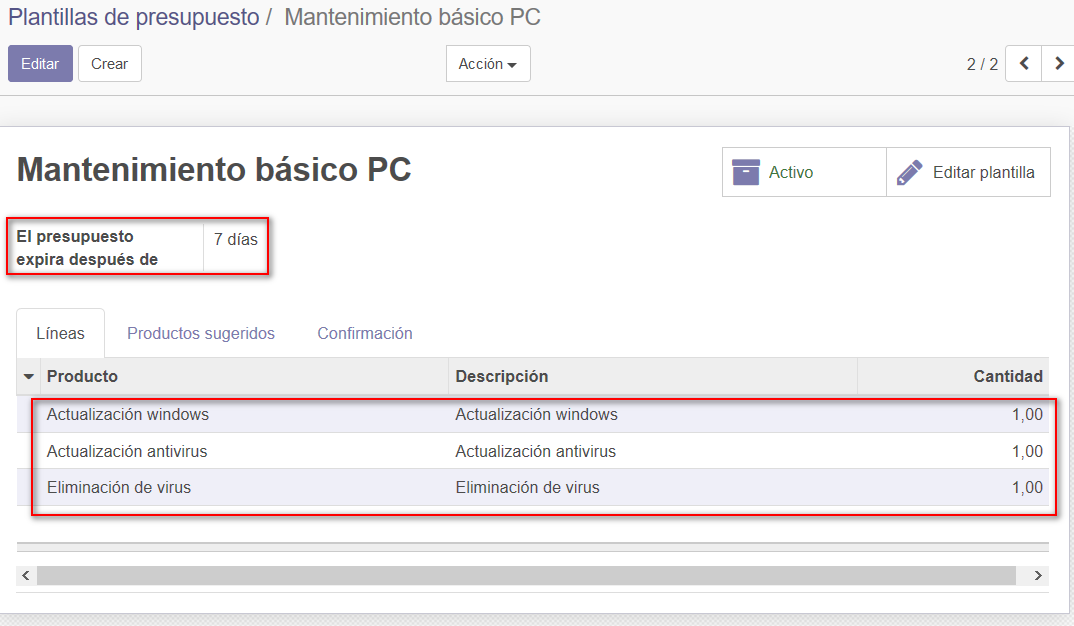 Plantillas de presupuesto / Mantenimiento básico PC
Editar Crear Acción 2 / 2
Mantenimiento básico PC
Activo Editar plantilla
El presupuesto
expira después de 7 días
Líneas Productos sugeridos Confirmación
Producto Descripción Cantidad
Actualización windows Actualización windows 1,00
Actualización antivirus Actualización antivirus 1,00
Eliminación de virus Eliminación de virus 1,00